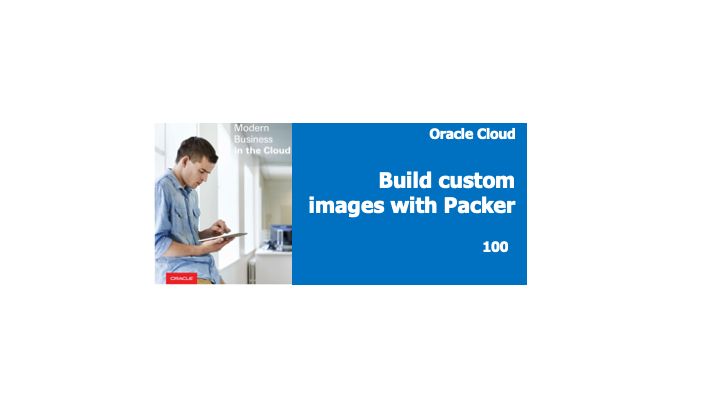 Modern
Business
in the Cloud
ORACLE
Oracle Cloud
Build custom
images with Packer
100